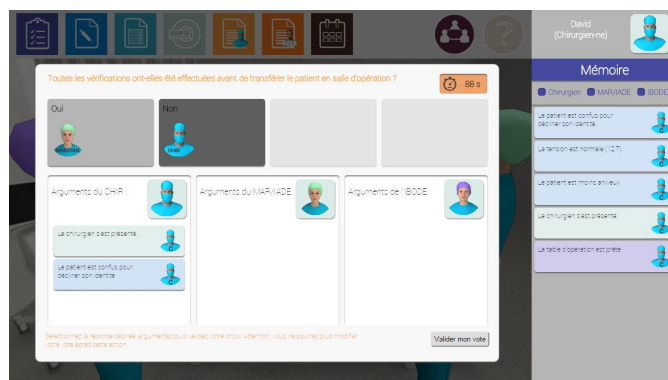 David
(Chirurgien-ne)
Mémoire
Chirurgien MAR/IADE IBODE
Toutes les vérifications ont-elles été effectuées avant de transférer le patient en salle d'opération ?
88 s
Oui
Non
MAR/IADE
CHIR
Arguments du CHIR :
Arguments du MAR/IADE :
Arguments de l'IBODE :
Le chirurgien s'est présenté.
C
Le patient est confus pour
décliner son identité.
C
Sélectionnez la réponse désirée, argumentez puis validez votre choix. Attention, vous ne pourrez plus modifier
votre vote après cette action.
Valider mon vote
Le patient est confus pour
décliner son identité.
C
La tension est normale (12.7).
C
Le patient est moins anxieux.
C
Le chirurgien s'est présenté.
C
La table d'opération est prête
C
?